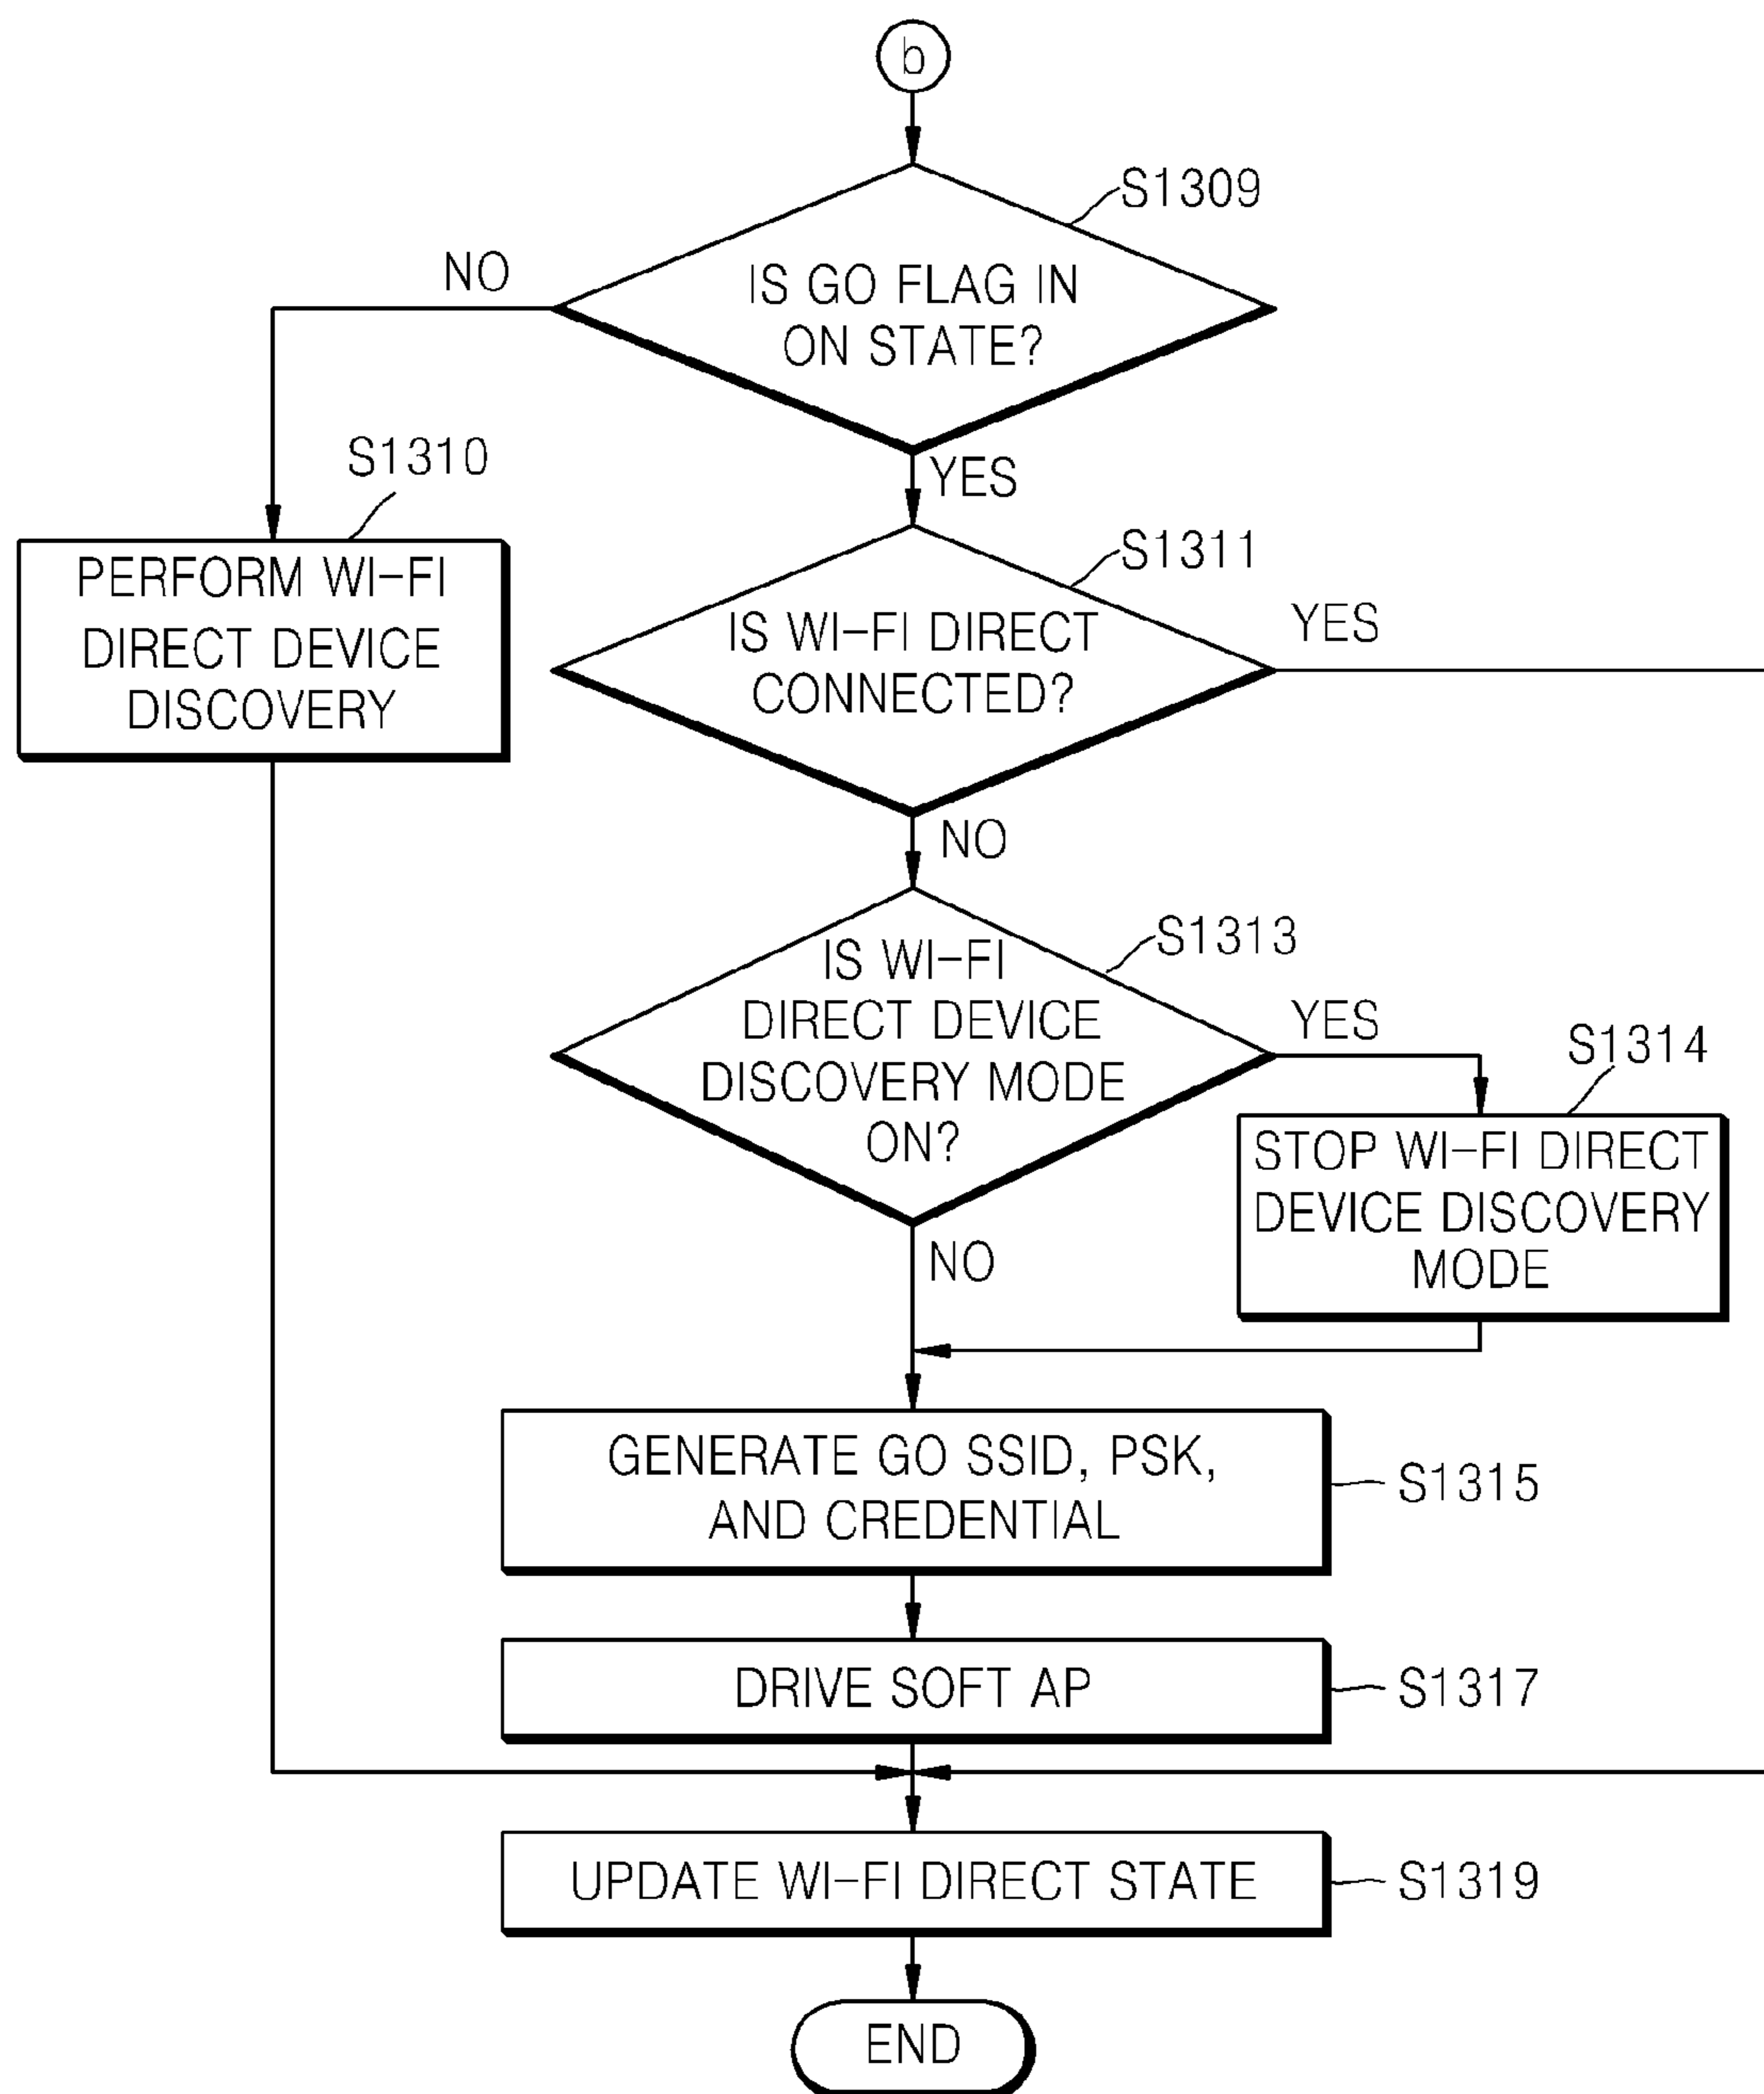 b
S1309
NO
IS GO FLAG IN
ON STATE?
S1310
YES
PERFORM WI-FI
DIRECT DEVICE
DISCOVERY
S1311
IS WI-FI DIRECT
CONNECTED?
YES
NO
S1313
IS WI-FI
DIRECT DEVICE
DISCOVERY MODE
ON?
YES
S1314
STOP WI-FI DIRECT
DEVICE DISCOVERY
MODE
NO
GENERATE GO SSID, PSK,
AND CREDENTIAL
S1315
DRIVE SOFT AP
S1317
UPDATE WI-FI DIRECT STATE
S1319
END